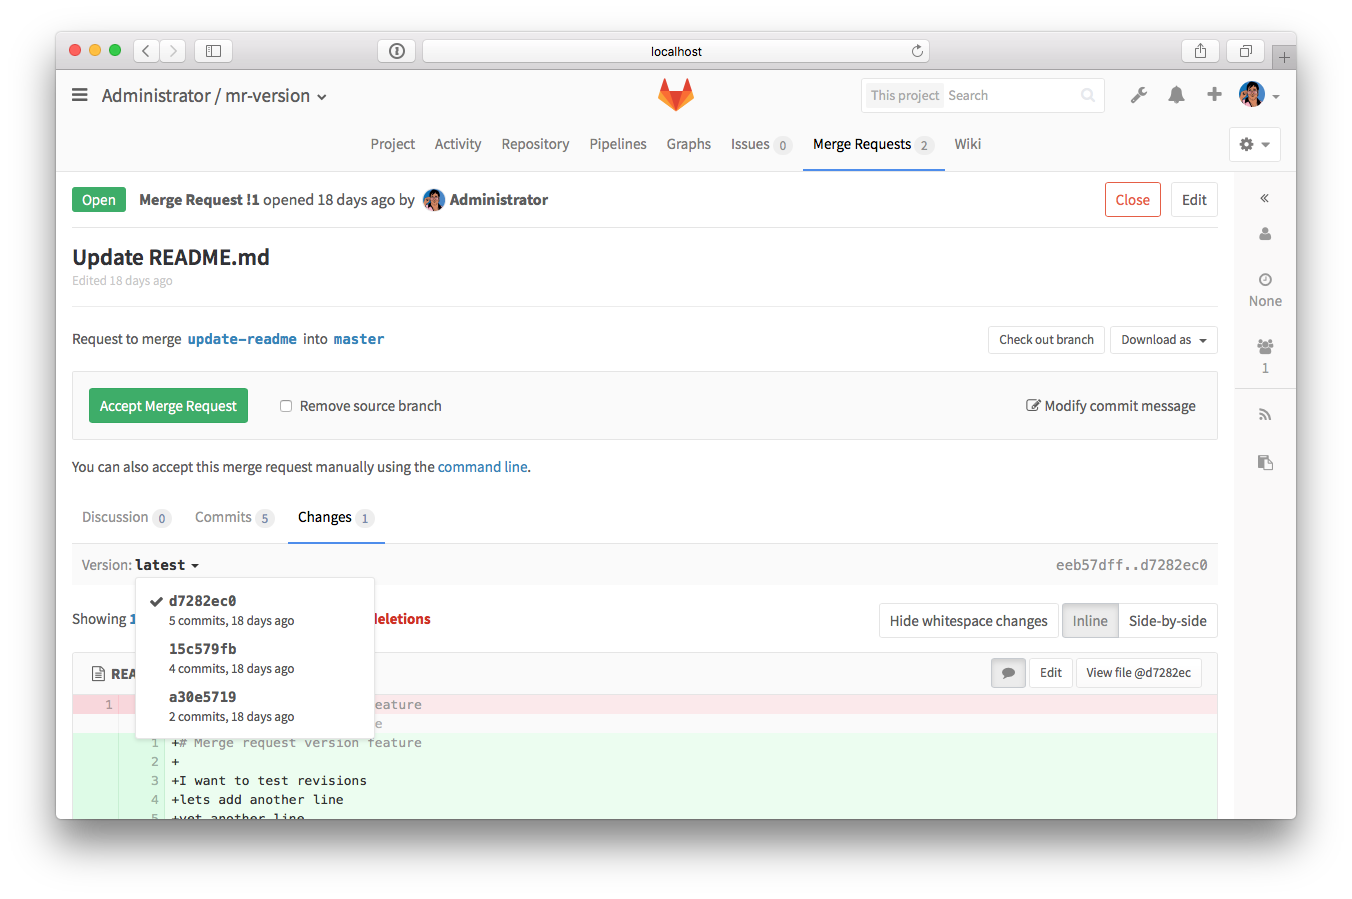 localhost
Administrator / mr-version
This project Search
Project Activity Repository Pipelines Graphs Issues 0 Merge Requests 2 Wiki
Open Merge Request !1 opened 18 days ago by Administrator Close Edit
Update README.md
Edited 18 days ago
None
Request to merge update-readme into master Check out branch Download as
1
Accept Merge Request Remove source branch Modify commit message
You can also accept this merge request manually using the command line.
Discussion 0 Commits 5 Changes 1
Version: latest eeb57dff..d7282ec0
d7282ec0
5 commits, 18 days ago
15c579fb
4 commits, 18 days ago
a30e5719
2 commits, 18 days ago
Showing 1 deletions Hide whitespace changes Inline Side-by-side
REA Edit View file @d7282ec
1 eature
e
1 +# Merge request version feature
2 +
3 +I want to test revisions
4 +lets add another line
5 +yet another line